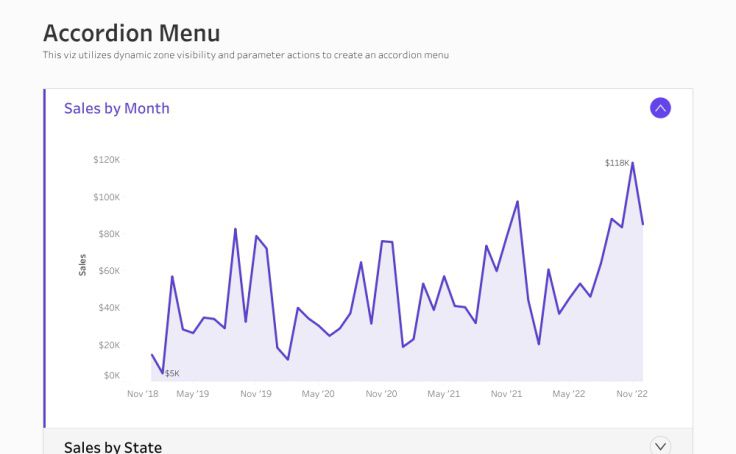 Accordion Menu
This viz utilizes dynamic zone visibility and parameter actions to create an accordion menu
Sales by Month
$120K
$118K
$100K
$80K
Sales
$60K
$40K
$20K
$0K
$5K
Nov '18 May '19 Nov '19 May '20 Nov '20 May '21 Nov '21 May '22 Nov '22
Sales by State